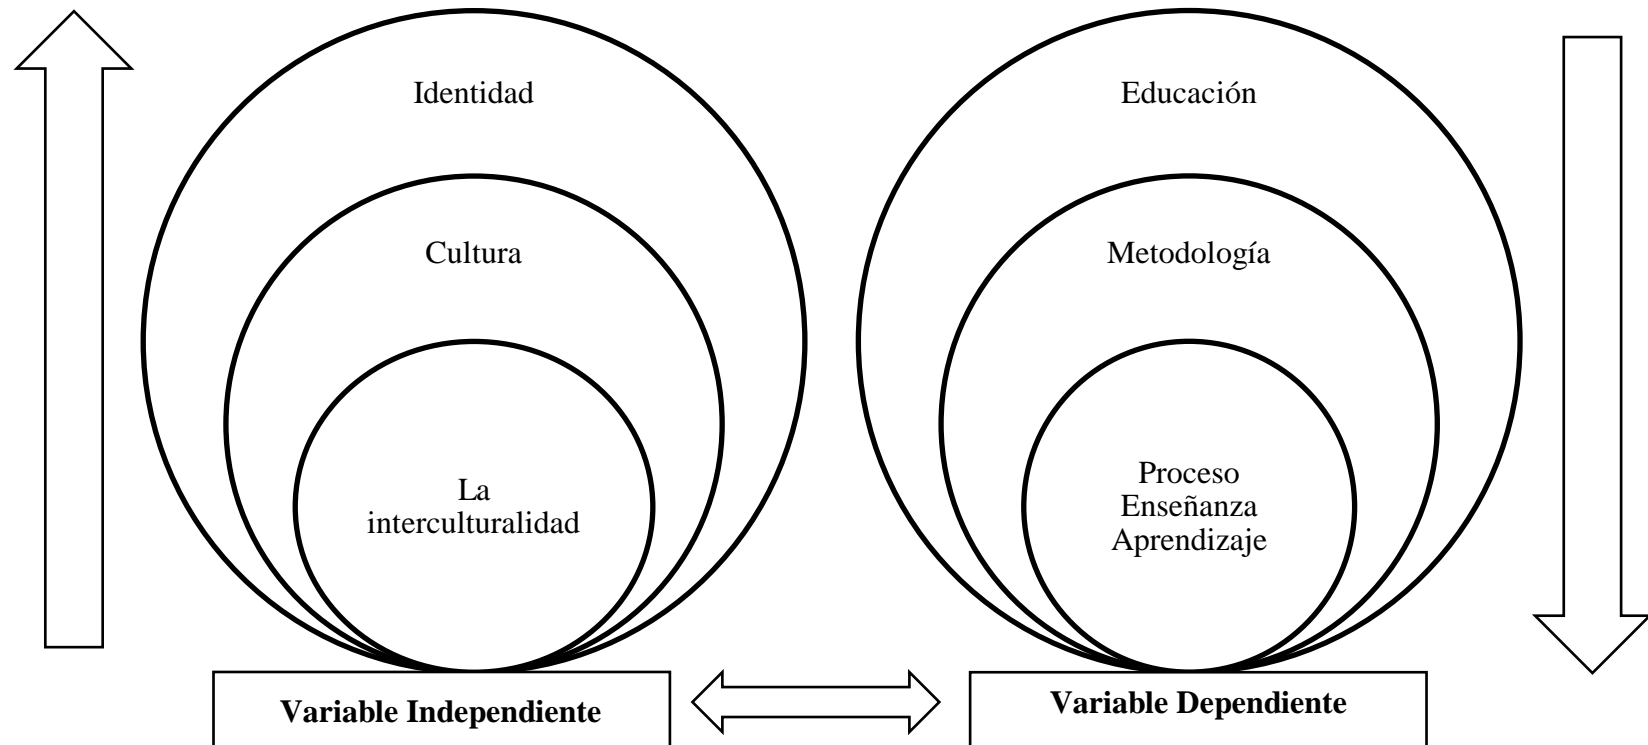 Identidad
Cultura
La
interculturalidad
Variable Independiente
Educación
Metodología
Proceso
Enseñanza
Aprendizaje
Variable Dependiente